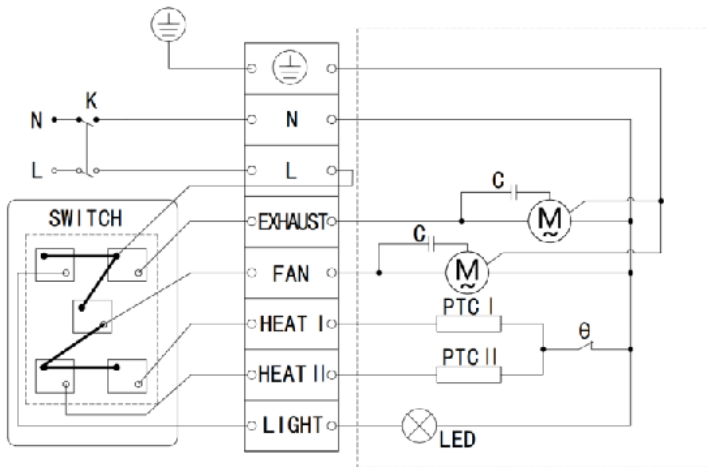 K
N
N
L
L
SWITCH
EXHAUST
C
M
~
FAN
C
M
~
HEAT I
PTC I
θ
HEAT II
PTC II
LIGHT
LED